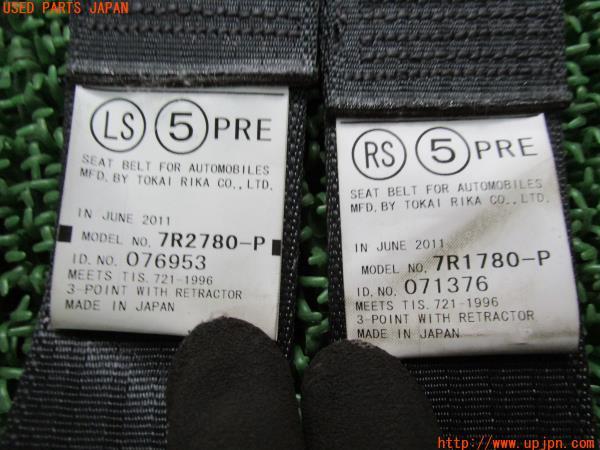 USED PARTS JAPAN
LS 5 PRE
SEAT BELT FOR AUTOMOBILES
MFD. BY TOKAI RIKA CO., LTD.
IN JUNE 2011
MODEL NO. 7R2780-P
ID. NO. 076953
MEETS TIS. 721-1996
3-POINT WITH RETRACTOR
MADE IN JAPAN
RS 5 PRE
SEAT BELT FOR AUTOMOBILES
MFD. BY TOKAI RIKA CO., LTD.
IN JUNE 2011
MODEL NO. 7R1780-P
ID. NO. 071376
MEETS TIS. 721-1996
3-POINT WITH RETRACTOR
MADE IN JAPAN
http://www.upjpn.com/